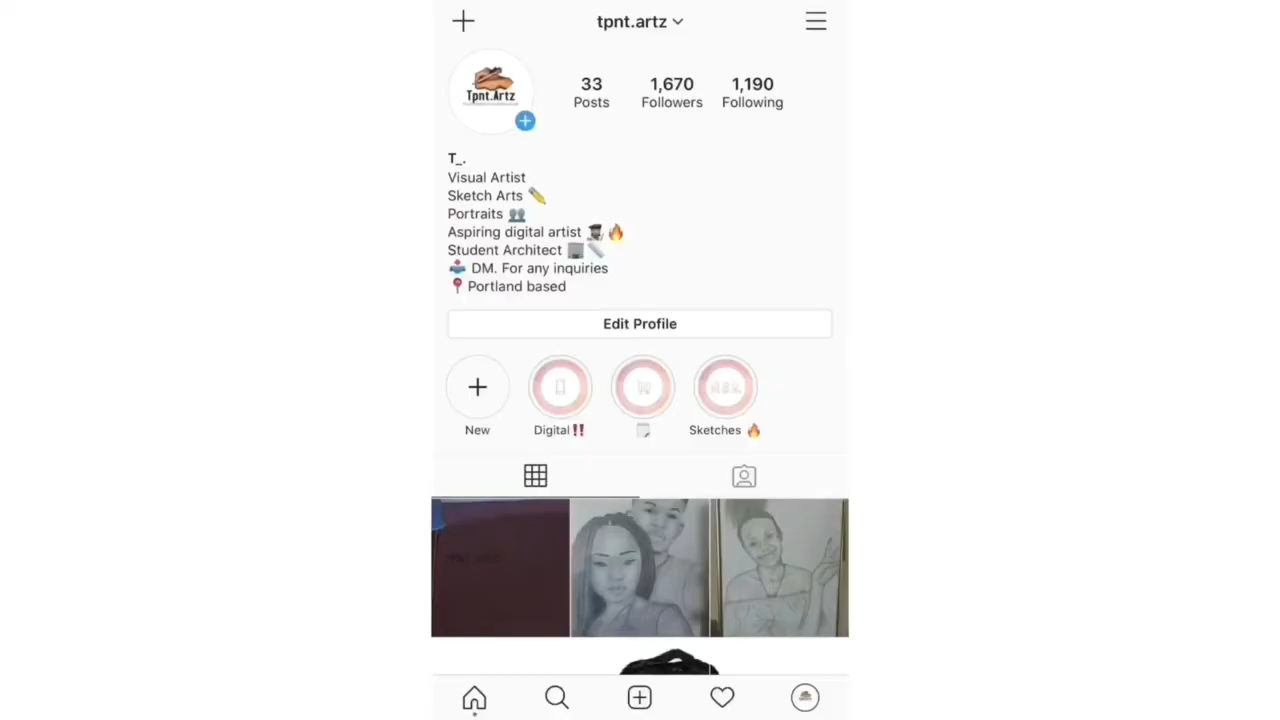 tpnt.artz
Tpnt.Artz
33
Posts
1,670
Followers
1,190
Following
T_.
Visual Artist
Sketch Arts ✏️
Portraits 👥
Aspiring digital artist 👨🏿‍🎓🔥
Student Architect 🏢📏
📥 DM. For any inquiries
📍Portland based
Edit Profile
New
Digital‼️
Sketches 🔥